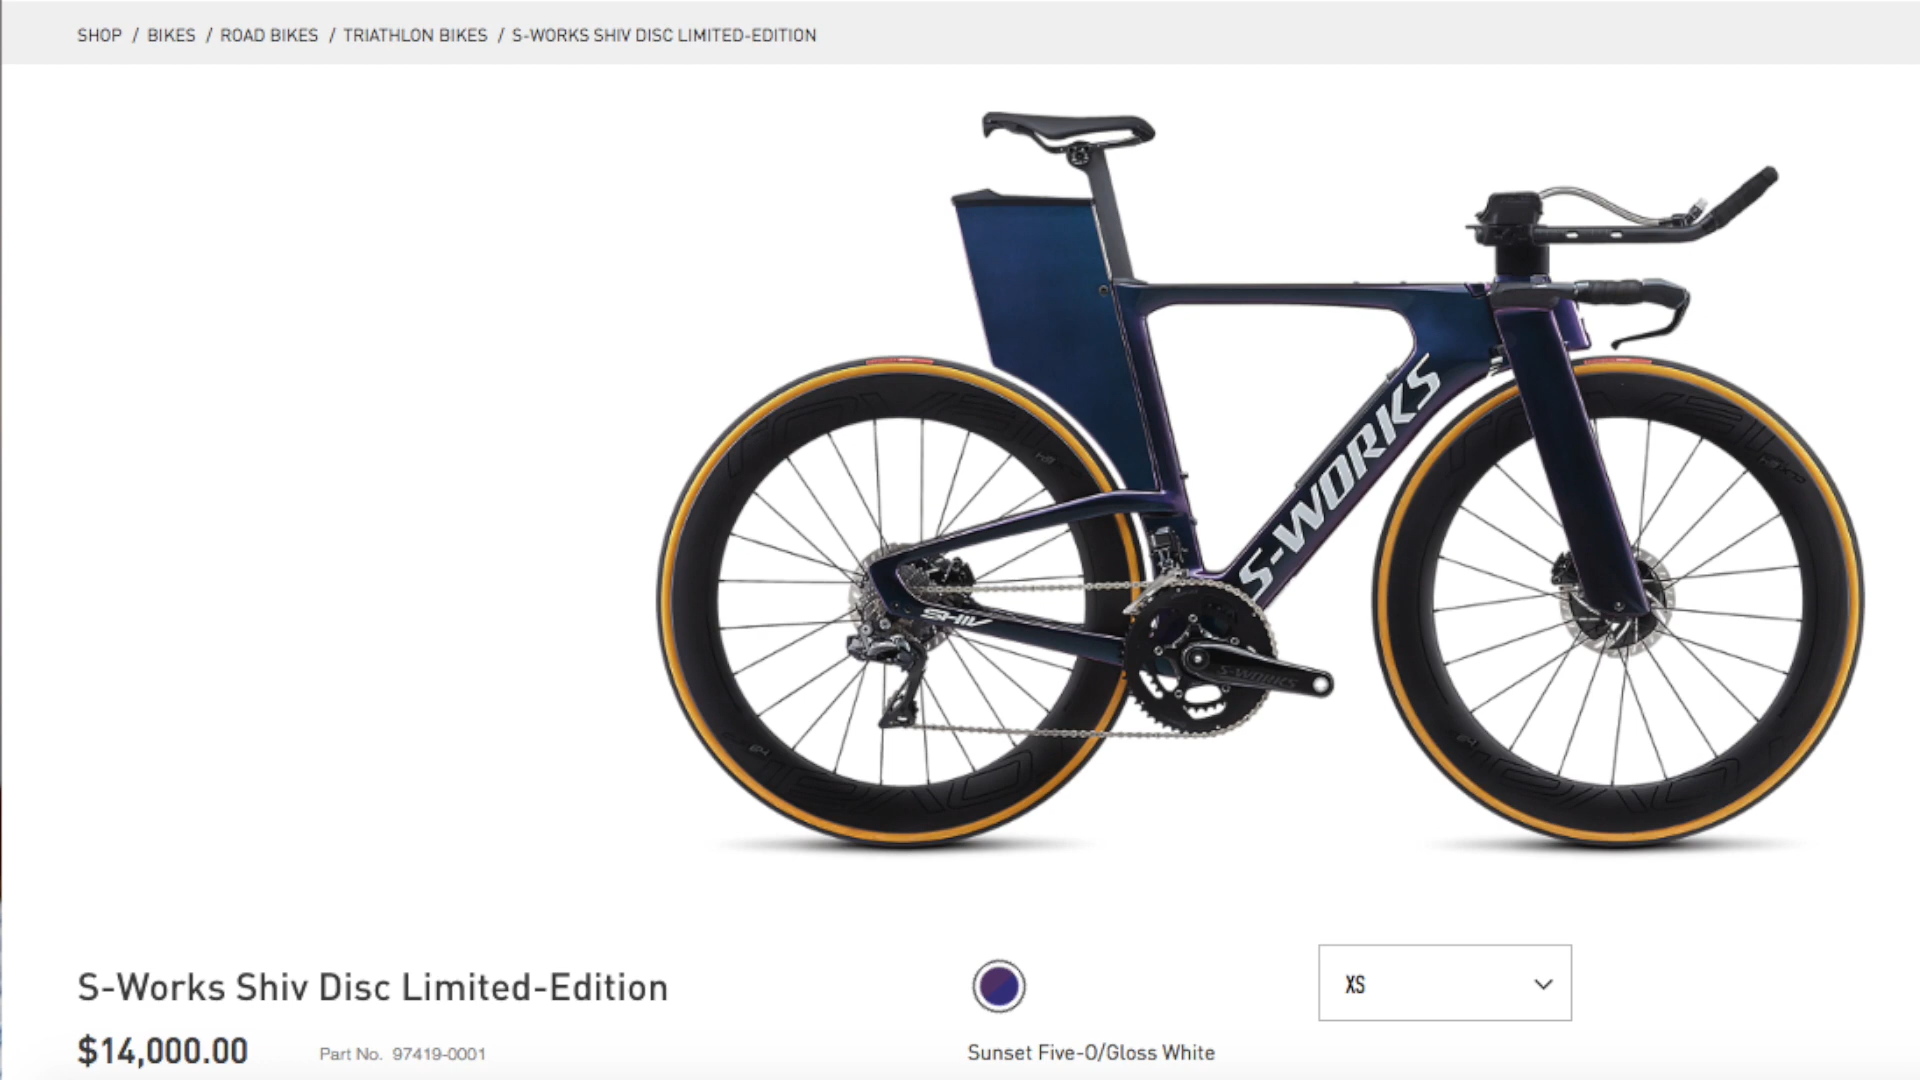 SHOP / BIKES / ROAD BIKES / TRIATHLON BIKES / S-WORKS SHIV DISC LIMITED-EDITION
S-WORKS
SHIV
S-WORKS
S-Works Shiv Disc Limited-Edition
XS
$14,000.00
Part No. 97419-0001
Sunset Five-O/Gloss White